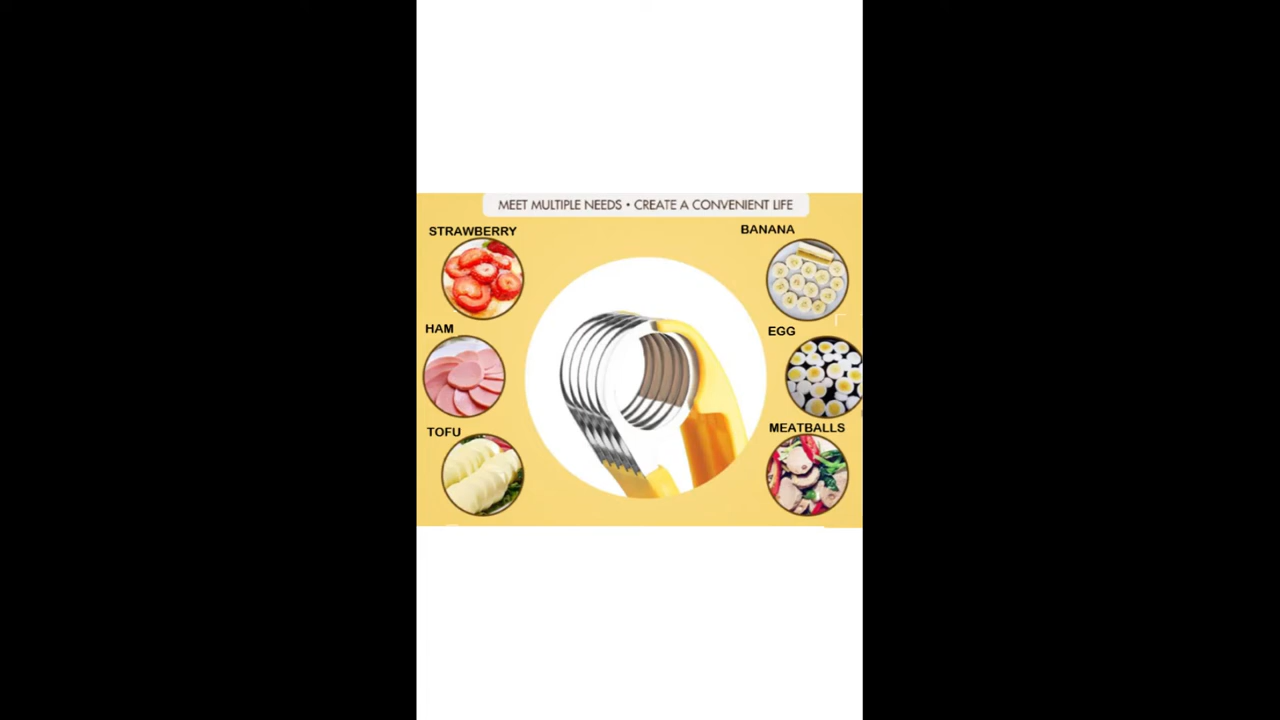 MEET MULTIPLE NEEDS • CREATE A CONVENIENT LIFE
STRAWBERRY
BANANA
HAM
EGG
TOFU
MEATBALLS